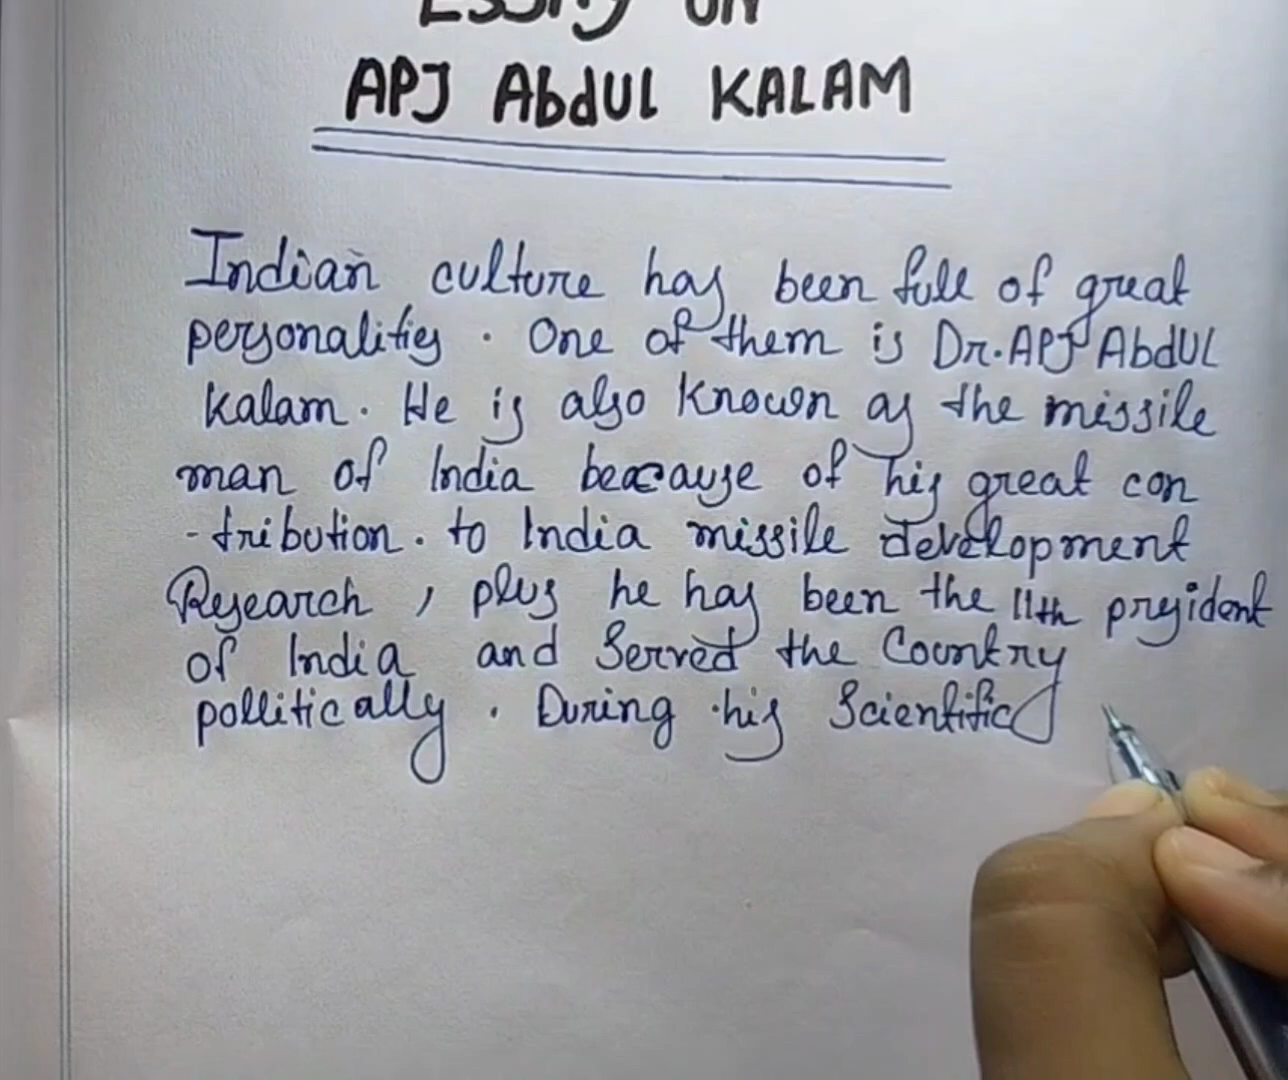 Essay on
APJ Abdul KALAM
Indian culture has been full of great
personalities. One of them is Dr. APJ Abdul
Kalam. He is also known as the missile
man of India because of his great con
-tribution. to India missile development
Research, plus he has been the 11th president
of India and Served the Country
pollitically. During his Scientific